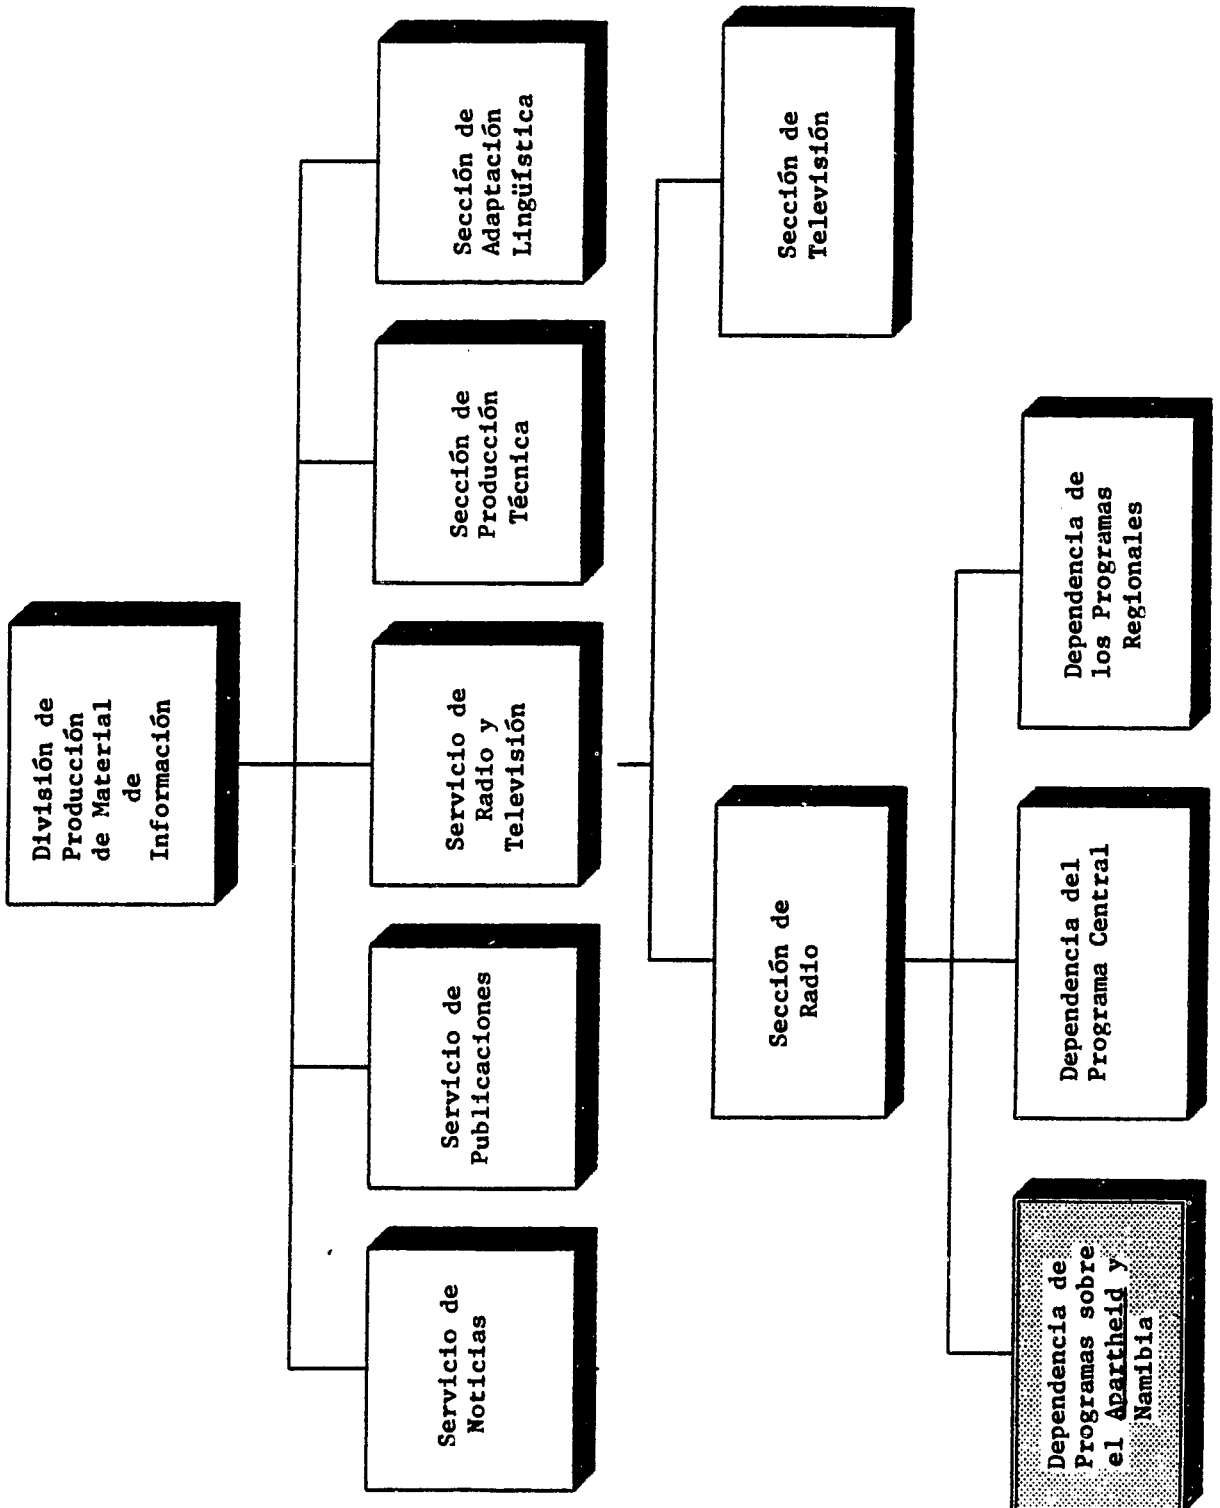 División de
Producción
de Material
de
Información
Servicio de
Noticias
Servicio de
Publicaciones
Servicio de
Radio y
Televisión
Sección de
Producción
Técnica
Sección de
Adaptación
Lingüística
Sección de
Radio
Sección de
Televisión
Dependencia de
Programas sobre
el Apartheid y
Namibia
Dependencia del
Programa Central
Dependencia de
los Programas
Regionales